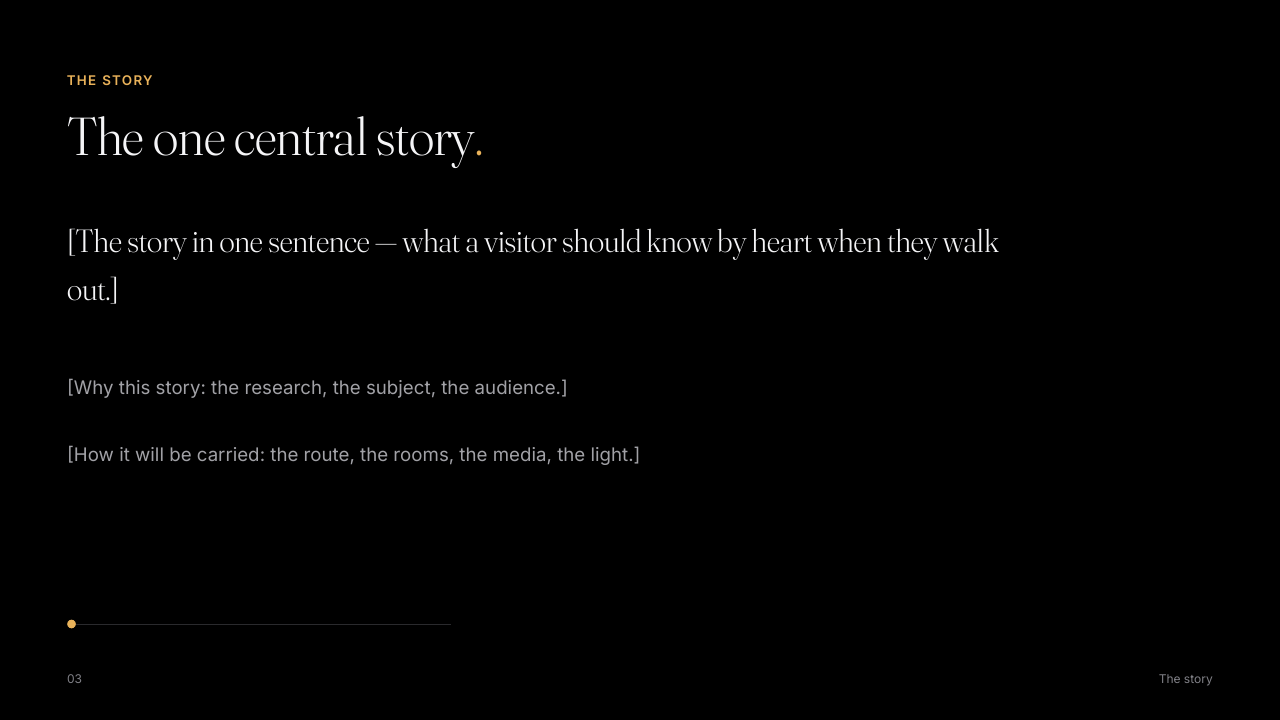 THE STORY
The one central story.
[The story in one sentence — what a visitor should know by heart when they walk
out.]
[Why this story: the research, the subject, the audience.]
[How it will be carried: the route, the rooms, the media, the light.]
03
The story